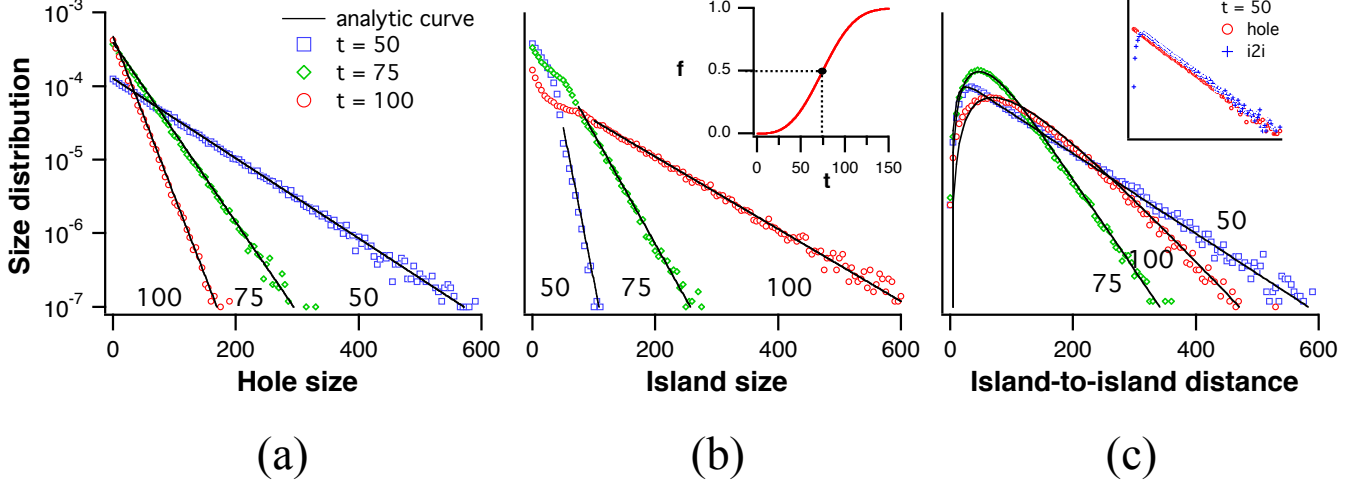 Size distribution
10⁻³
10⁻⁴
10⁻⁵
10⁻⁶
10⁻⁷
analytic curve
t = 50
t = 75
t = 100
100
75
50
0
200
400
600
Hole size
(a)
f
1.0
0.5
0.0
0
50
100
150
t
50
75
100
0
200
400
600
Island size
(b)
t = 50
hole
i2i
50
100
75
0
200
400
600
Island-to-island distance
(c)